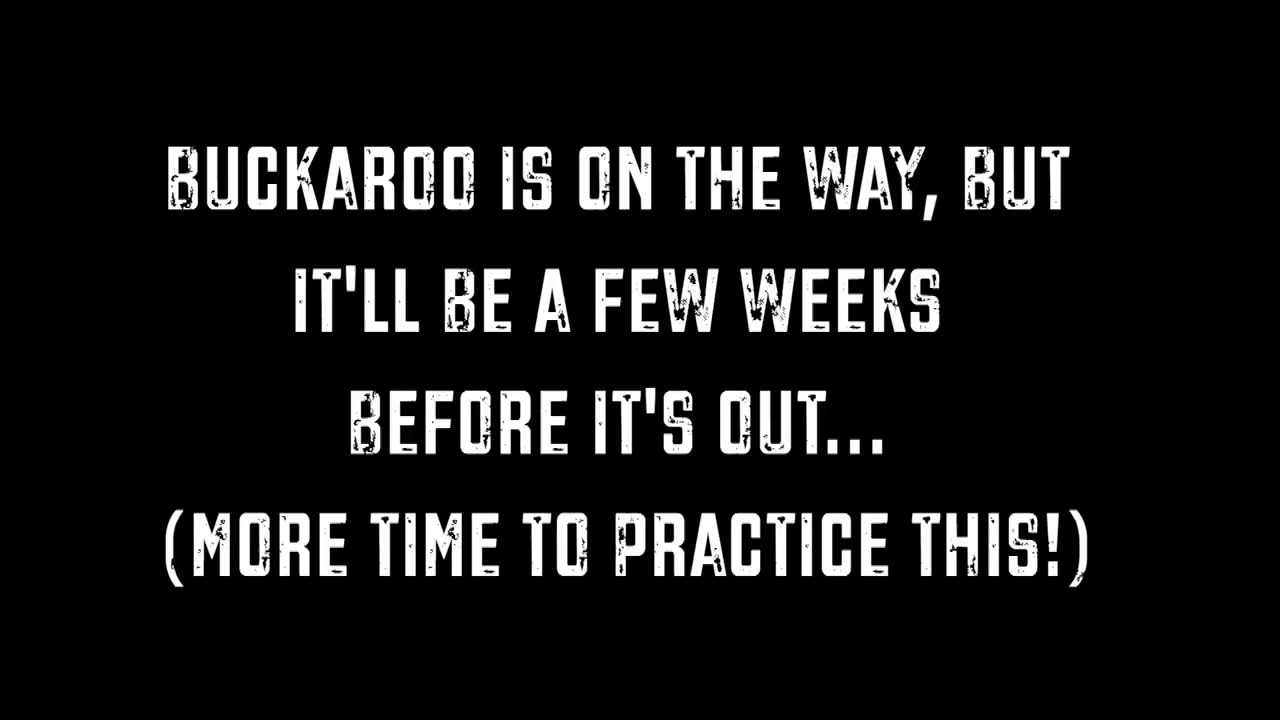 BUCKAROO IS ON THE WAY, BUT
IT'LL BE A FEW WEEKS
BEFORE IT'S OUT...
(MORE TIME TO PRACTICE THIS!)